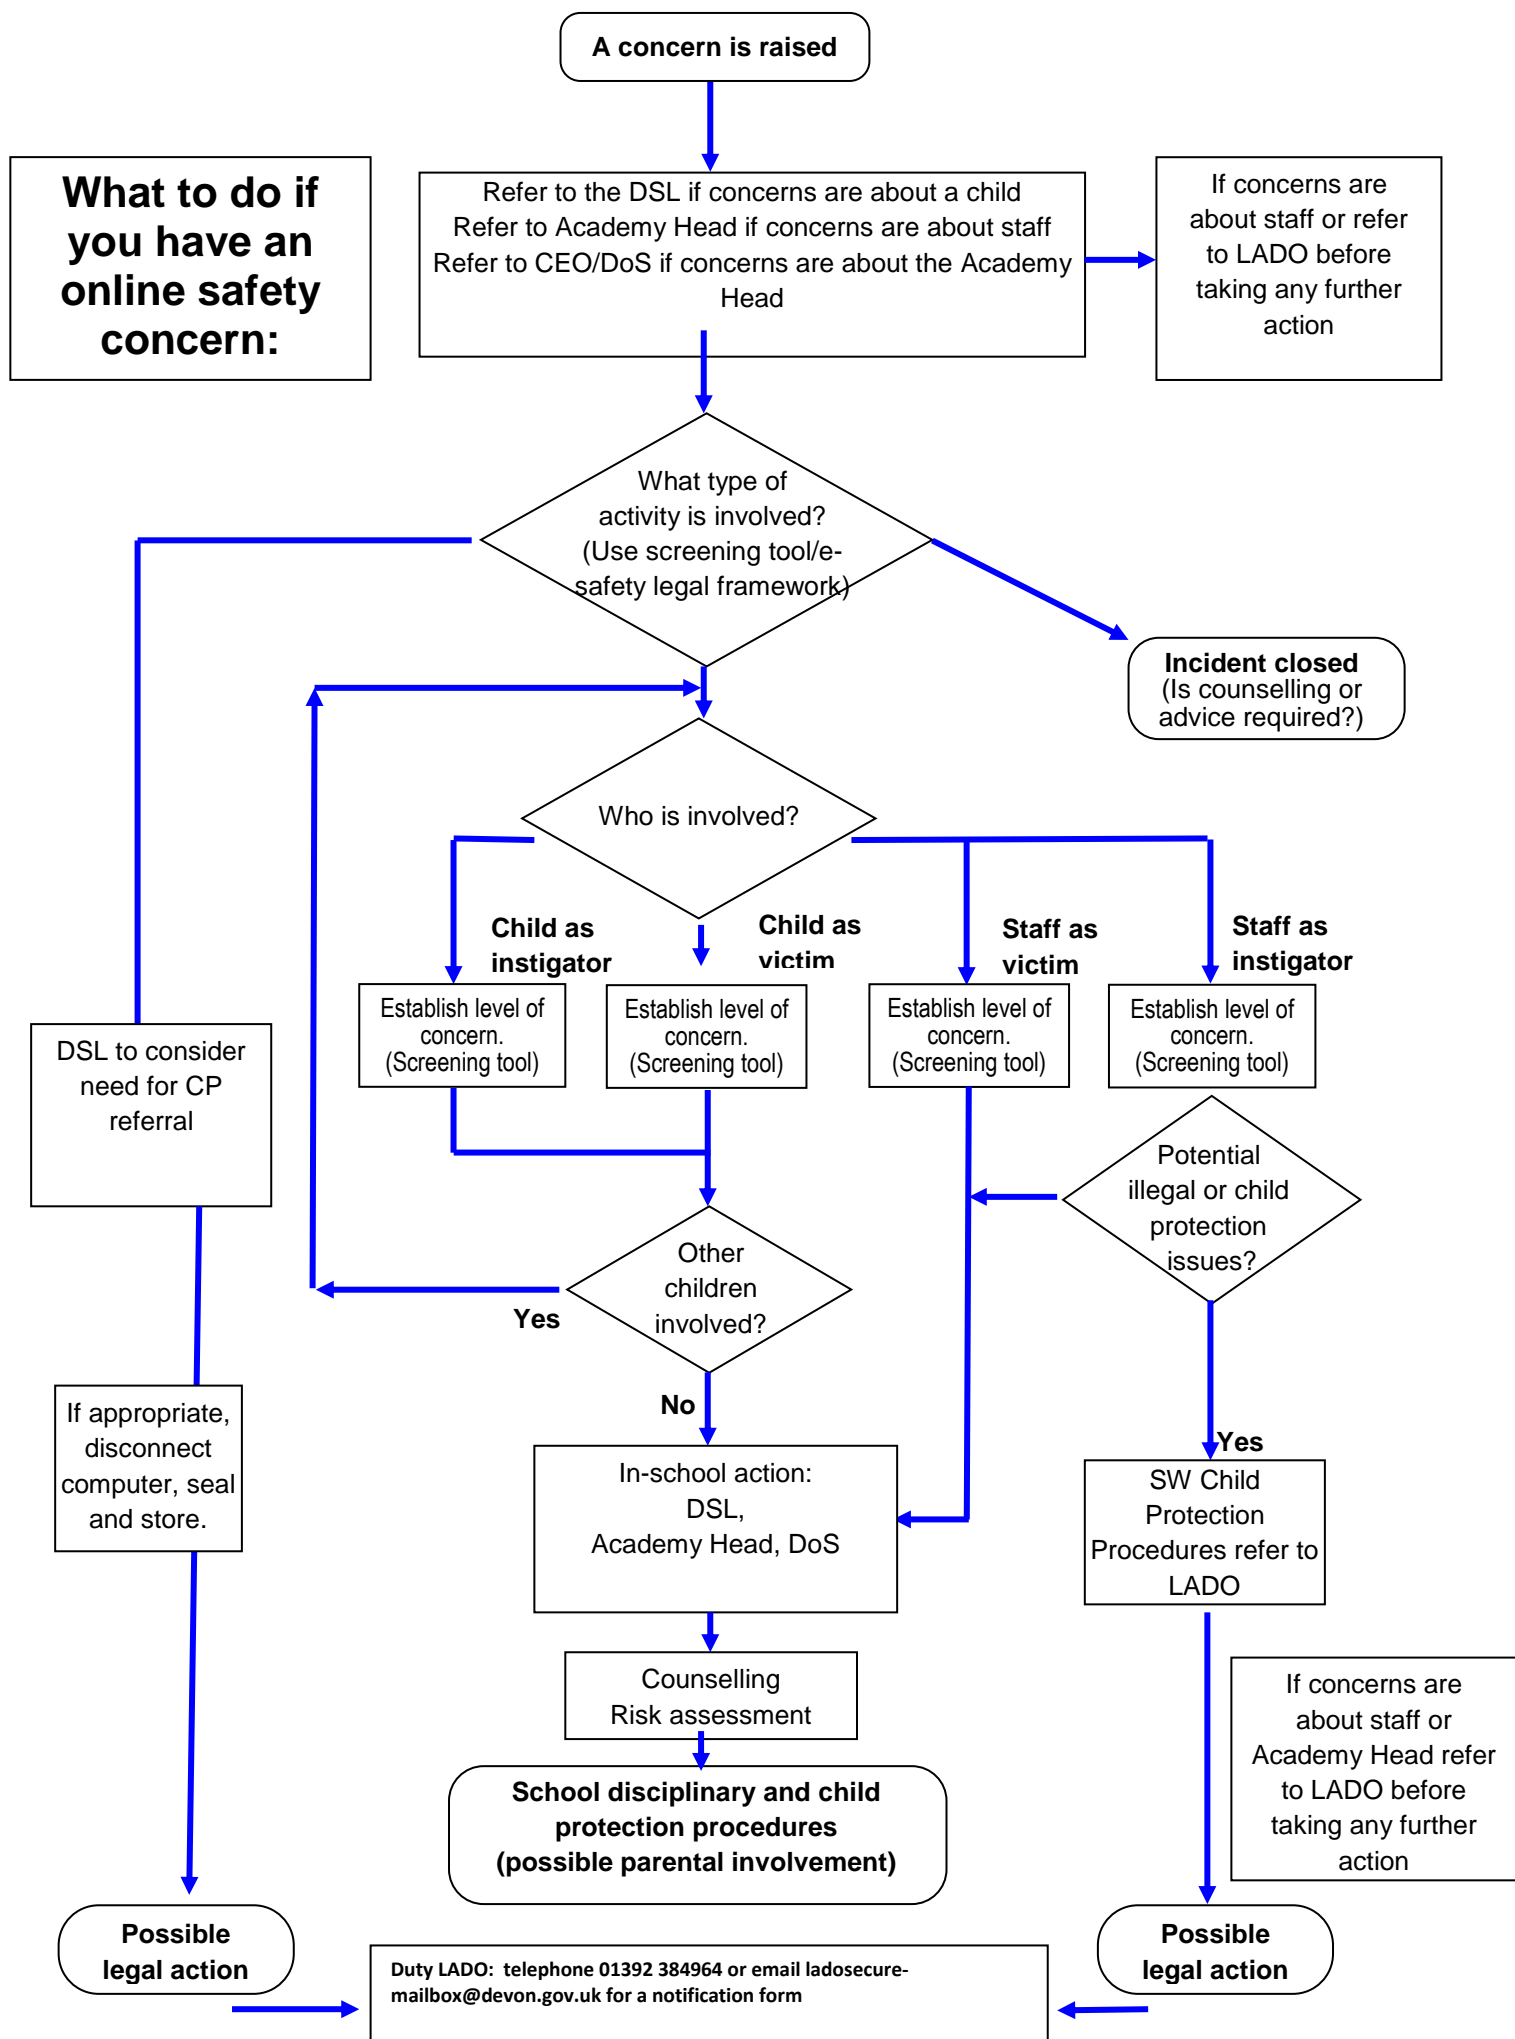 A concern is raised
What to do if
you have an
online safety
concern:
Refer to the DSL if concerns are about a child
Refer to Academy Head if concerns are about staff
Refer to CEO/DoS if concerns are about the Academy
Head
If concerns are
about staff or refer
to LADO before
taking any further
action
What type of
activity is involved?
(Use screening tool/e-
safety legal framework)
Incident closed
(Is counselling or
advice required?)
Who is involved?
Child as
instigator
Child as
victim
Staff as
victim
Staff as
instigator
Establish level of
concern.
(Screening tool)
Establish level of
concern.
(Screening tool)
Establish level of
concern.
(Screening tool)
Establish level of
concern.
(Screening tool)
DSL to consider
need for CP
referral
Potential
illegal or child
protection
issues?
Other
children
involved?
Yes
No
If appropriate,
disconnect
computer, seal
and store.
Yes
In-school action:
DSL,
Academy Head, DoS
SW Child
Protection
Procedures refer to
LADO
Counselling
Risk assessment
If concerns are
about staff or
Academy Head refer
to LADO before
taking any further
action
School disciplinary and child
protection procedures
(possible parental involvement)
Possible
legal action
Possible
legal action
Duty LADO: telephone 01392 384964 or email ladosecure-
mailbox@devon.gov.uk for a notification form